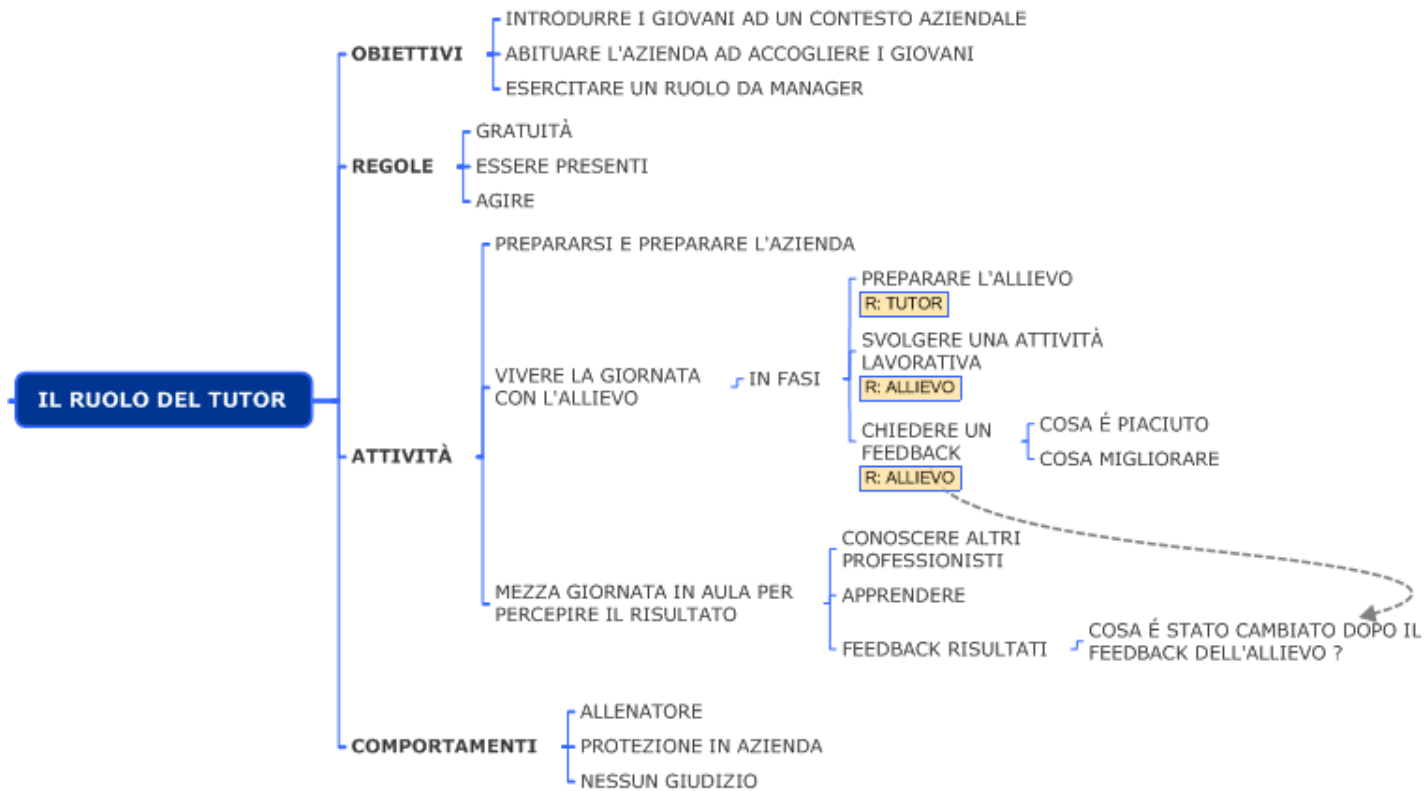 IL RUOLO DEL TUTOR
OBIETTIVI
INTRODURRE I GIOVANI AD UN CONTESTO AZIENDALE
ABITUARE L'AZIENDA AD ACCOGLIERE I GIOVANI
ESERCITARE UN RUOLO DA MANAGER
REGOLE
GRATUITÀ
ESSERE PRESENTI
AGIRE
ATTIVITÀ
PREPARARSI E PREPARARE L'AZIENDA
VIVERE LA GIORNATA
CON L'ALLIEVO
IN FASI
PREPARARE L'ALLIEVO
R: TUTOR
SVOLGERE UNA ATTIVITÀ
LAVORATIVA
R: ALLIEVO
CHIEDERE UN
FEEDBACK
R: ALLIEVO
COSA É PIACIUTO
COSA MIGLIORARE
MEZZA GIORNATA IN AULA PER
PERCEPIRE IL RISULTATO
CONOSCERE ALTRI
PROFESSIONISTI
APPRENDERE
FEEDBACK RISULTATI
COSA É STATO CAMBIATO DOPO IL
FEEDBACK DELL'ALLIEVO ?
COMPORTAMENTI
ALLENATORE
PROTEZIONE IN AZIENDA
NESSUN GIUDIZIO